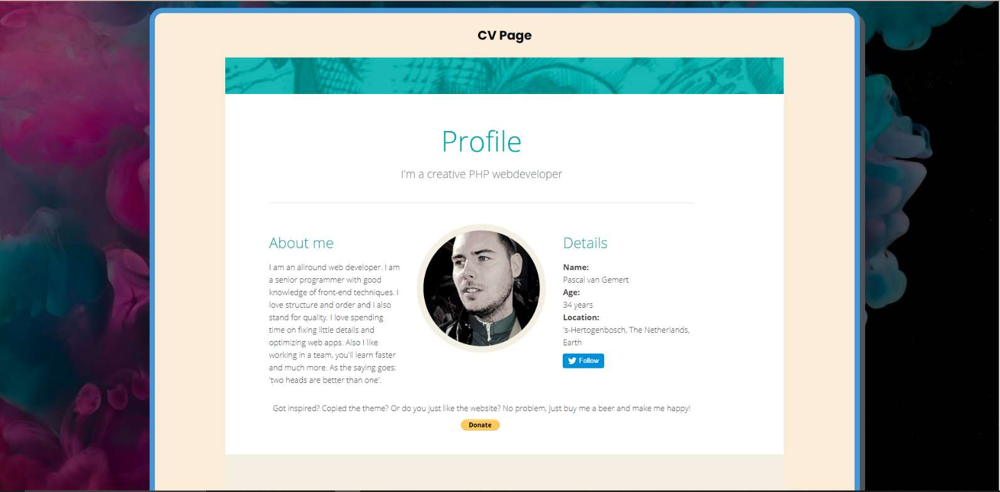 CV Page
Profile
I'm a creative PHP webdeveloper
About me
I am an allround web developer. I am
a senior programmer with good
knowledge of front-end techniques. I
love structure and order and I also
stand for quality. I love spending
time on fixing little details and
optimizing web apps. Also I like
working in a team, you'll learn faster
and much more. As the saying goes:
'two heads are better than one'.
Details
Name:
Pascal van Gemert
Age:
34 years
Location:
's-Hertogenbosch, The Netherlands,
Earth
Follow
Got inspired? Copied the theme? Or do you just like the website? No problem, just buy me a beer and make me happy!
Donate